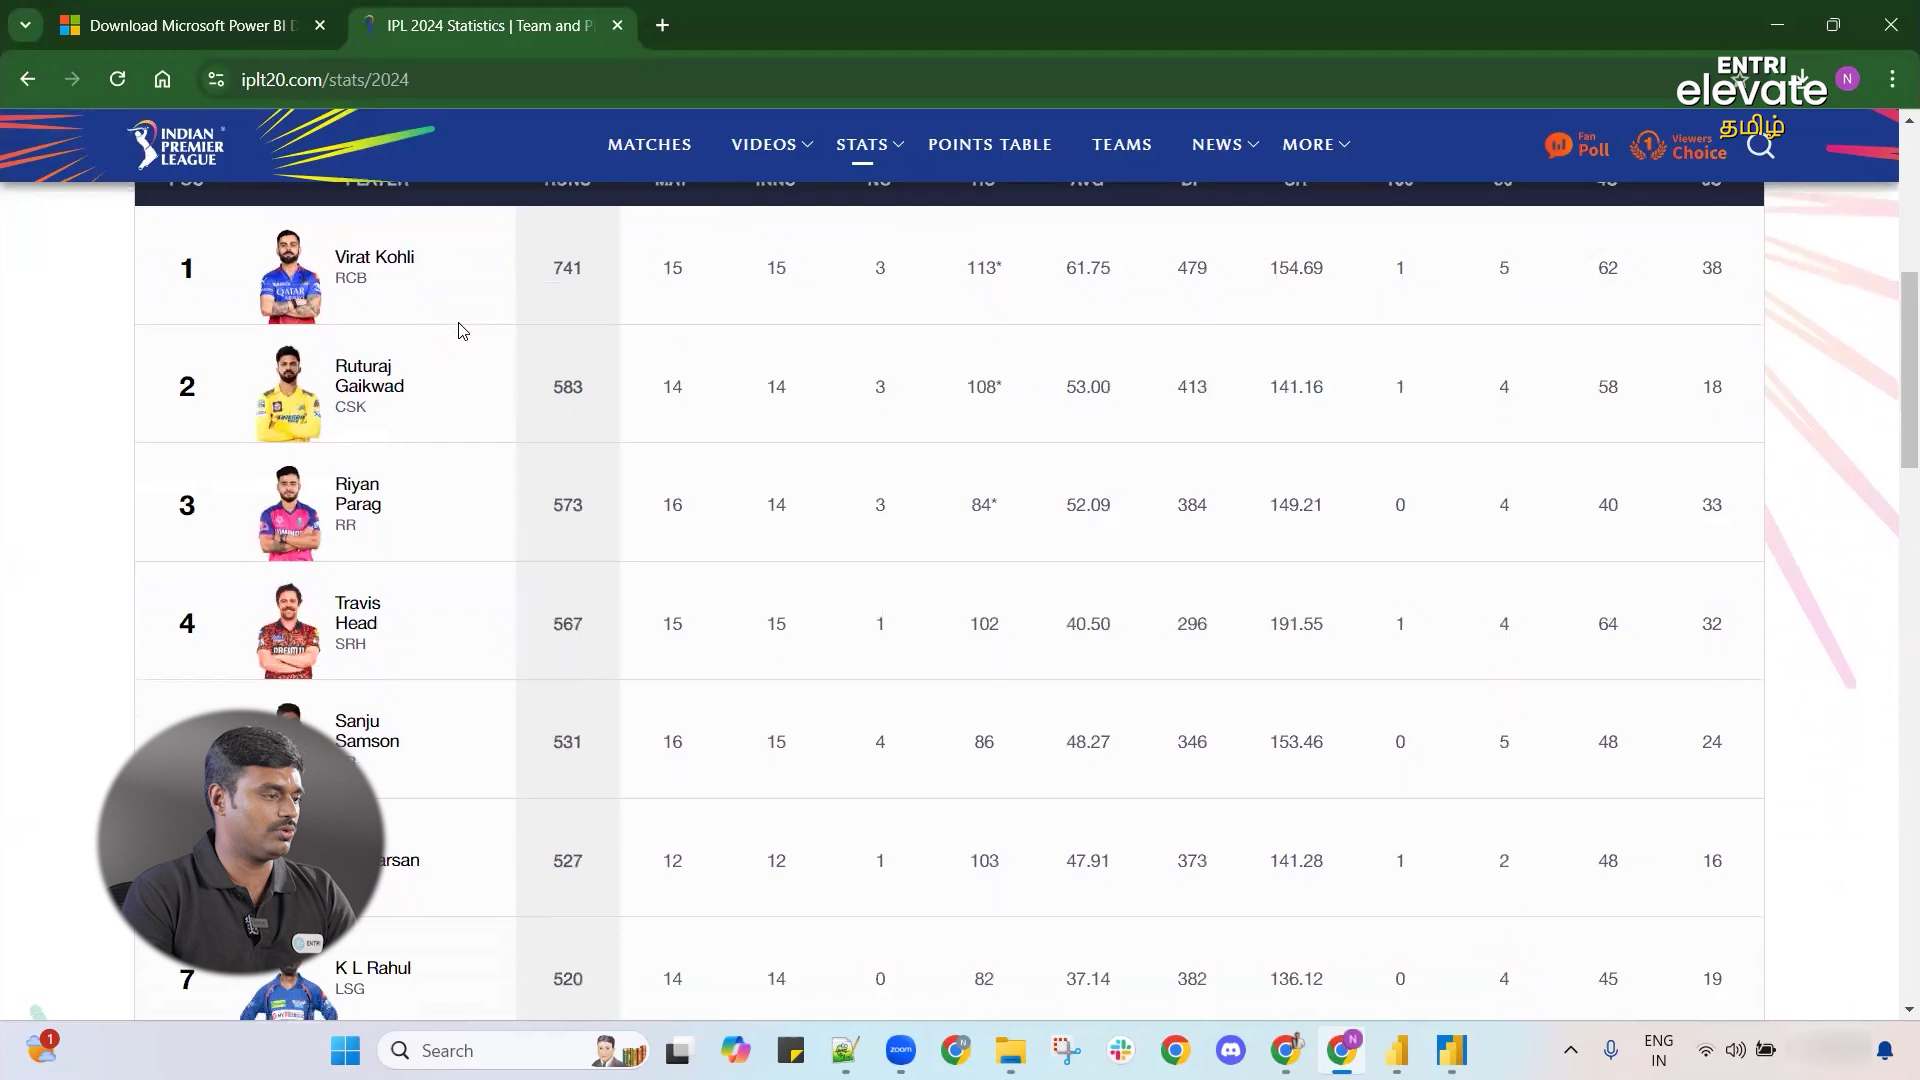 Download Microsoft Power BI D
IPL 2024 Statistics | Team and P
iplt20.com/stats/2024
N
ENTRI
elevate
தமிழ்
INDIAN
PREMIER
LEAGUE
MATCHES
VIDEOS
STATS
POINTS TABLE
TEAMS
NEWS
MORE
Fan
Poll
1
Viewers
Choice
1 Virat Kohli 741 15 15 3 113* 61.75 479 154.69 1 5 62 38
RCB
QATAR
2 Ruturaj Gaikwad 583 14 14 3 108* 53.00 413 141.16 1 4 58 18
CSK
3 Riyan Parag 573 16 14 3 84* 52.09 384 149.21 0 4 40 33
RR
4 Travis Head 567 15 15 1 102 40.50 296 191.55 1 4 64 32
SRH
DREAM11
Sanju Samson 531 16 15 4 86 48.27 346 153.46 0 5 48 24
arsan 527 12 12 1 103 47.91 373 141.28 1 2 48 16
ENTRI
7 K L Rahul 520 14 14 0 82 37.14 382 136.12 0 4 45 19
LSG
1
Search
zoom
N
N
ENG
IN